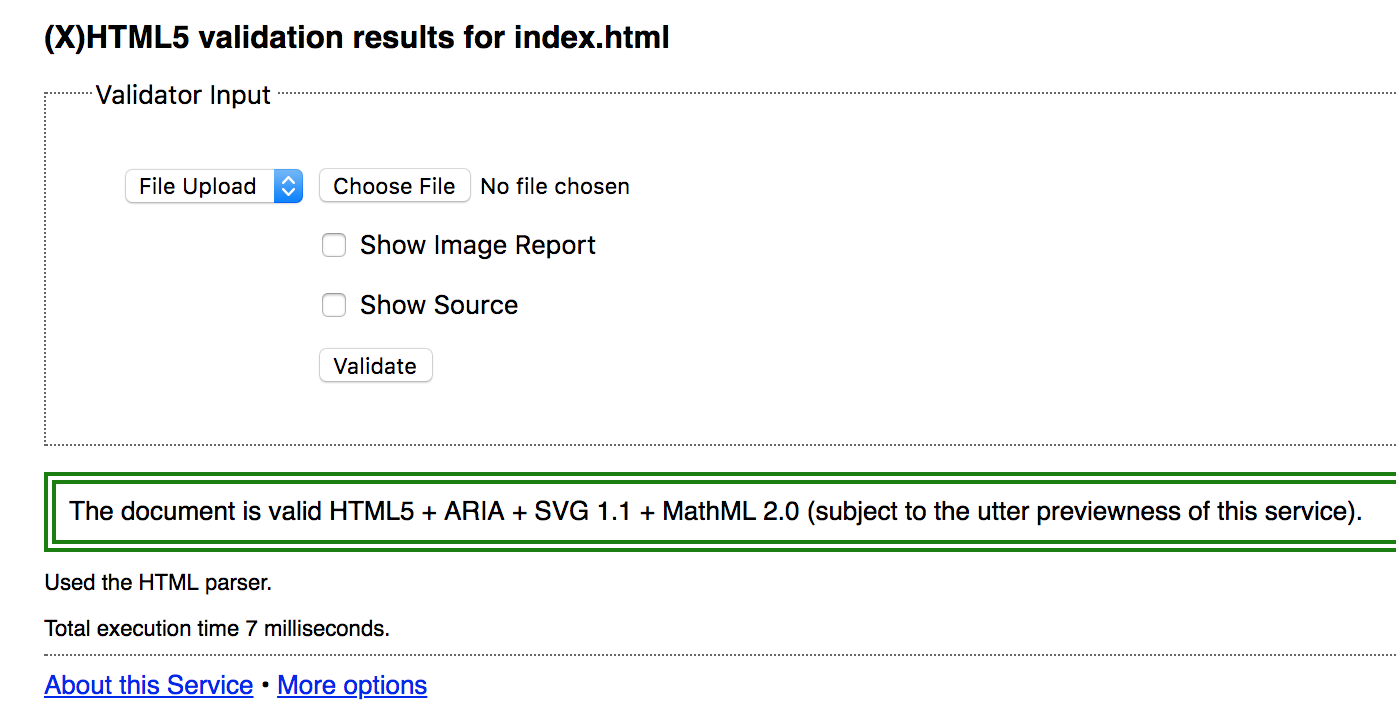 (X)HTML5 validation results for index.html
Validator Input
File Upload Choose File No file chosen
Show Image Report
Show Source
Validate
The document is valid HTML5 + ARIA + SVG 1.1 + MathML 2.0 (subject to the utter previewness of this service).
Used the HTML parser.
Total execution time 7 milliseconds.
About this Service • More options